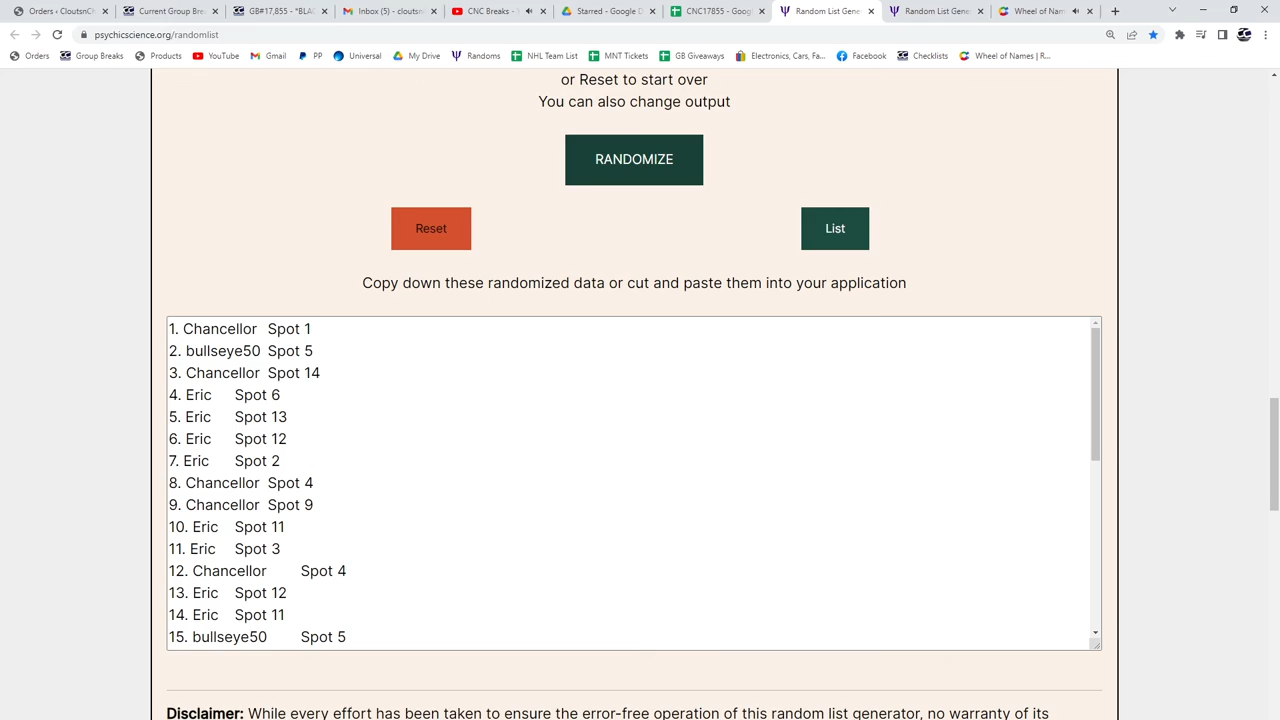 Orders < CloutsnCh
Current Group Brea
GB#17,855 - *BLAC
Inbox (5) - cloutsnc
CNC Breaks - Y
Starred - Google D
CNC17855 - Goog
Random List Gener
Random List Gener
Wheel of Nam
psychicscience.org/randomlist
Orders
Group Breaks
Products
YouTube
Gmail
PP
Universal
My Drive
Randoms
NHL Team List
MNT Tickets
GB Giveaways
Electronics, Cars, Fa...
Facebook
Checklists
Wheel of Names | R...
or Reset to start over
You can also change output
RANDOMIZE
Reset
List
Copy down these randomized data or cut and paste them into your application
1. Chancellor Spot 1
2. bullseye50 Spot 5
3. Chancellor Spot 14
4. Eric Spot 6
5. Eric Spot 13
6. Eric Spot 12
7. Eric Spot 2
8. Chancellor Spot 4
9. Chancellor Spot 9
10. Eric Spot 11
11. Eric Spot 3
12. Chancellor Spot 4
13. Eric Spot 12
14. Eric Spot 11
15. bullseye50 Spot 5
Disclaimer: While every effort has been taken to ensure the error-free operation of this random list generator, no warranty of its